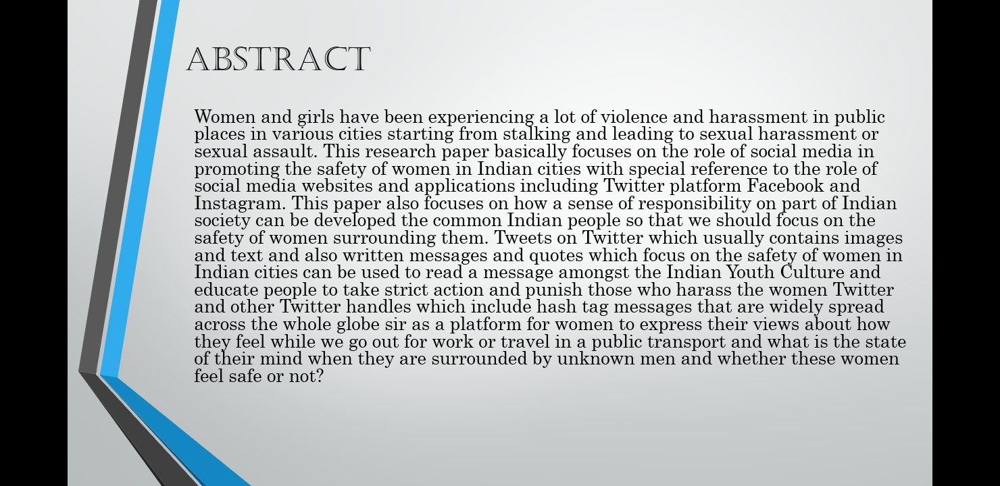 ABSTRACT
Women and girls have been experiencing a lot of violence and harassment in public
places in various cities starting from stalking and leading to sexual harassment or
sexual assault. This research paper basically focuses on the role of social media in
promoting the safety of women in Indian cities with special reference to the role of
social media websites and applications including Twitter platform Facebook and
Instagram. This paper also focuses on how a sense of responsibility on part of Indian
society can be developed the common Indian people so that we should focus on the
safety of women surrounding them. Tweets on Twitter which usually contains images
and text and also written messages and quotes which focus on the safety of women in
Indian cities can be used to read a message amongst the Indian Youth Culture and
educate people to take strict action and punish those who harass the women Twitter
and other Twitter handles which include hash tag messages that are widely spread
across the whole globe sir as a platform for women to express their views about how
they feel while we go out for work or travel in a public transport and what is the state
of their mind when they are surrounded by unknown men and whether these women
feel safe or not?